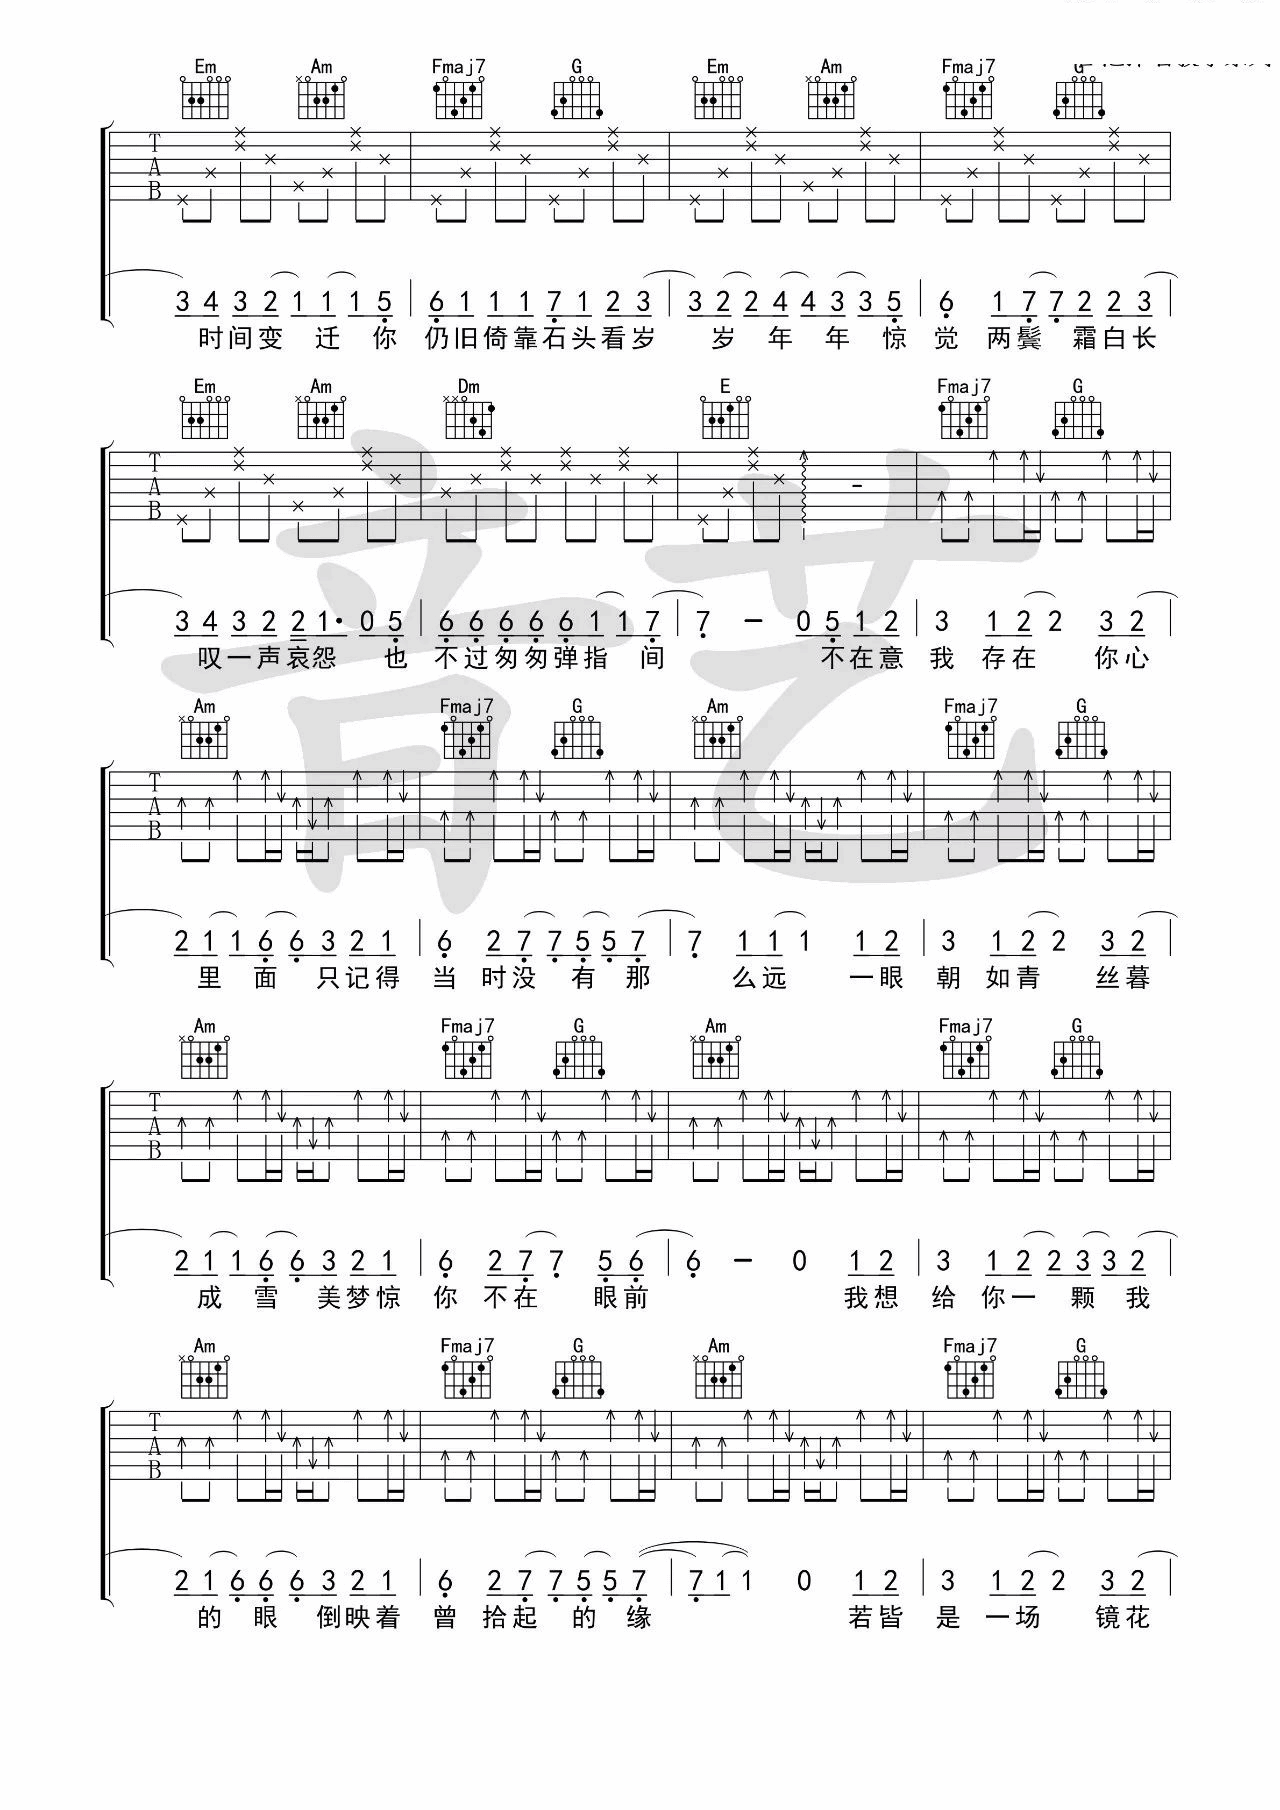 Em Am Fmaj7 G Em Am Fmaj7 G
T
A
B
3 4 3 2 1 1 1 5 | 6 1 1 1 7 1 2 3 | 3 2 2 4 4 3 3 5 | 6 1 7 7 2 2 3
时间变 迁 你 仍旧倚靠石头看岁 岁 年 年 惊 觉 两鬓 霜白长
Em Am Dm E Fmaj7 G
T
A
B
3 4 3 2 2 1· 0 5 | 6 6 6 6 6 1 1 7 | 7 — 0 5 1 2 | 3 1 2 2 3 2
叹一声哀怨 也 不过匆匆弹指 间 不在意 我 存在 你心
Am Fmaj7 G Am Fmaj7 G
T
A
B
2 1 1 6 6 3 2 1 | 6 2 7 7 5 5 7 | 7 1 1 1 1 2 | 3 1 2 2 3 2
里 面 只记得 当 时没 有 那 么远 一眼 朝 如青 丝暮
Am Fmaj7 G Am Fmaj7 G
T
A
B
2 1 1 6 6 3 2 1 | 6 2 7 7 5 6 | 6 — 0 1 2 | 3 1 2 2 3 3 2
成 雪 美梦惊 你 不在 眼前 我想 给 你一 颗 我
Am Fmaj7 G Am Fmaj7 G
T
A
B
2 1 6 6 6 3 2 1 | 6 2 7 7 5 5 7 | 7 1 1 0 1 2 | 3 1 2 2 3 2
的 眼 倒映着 曾 拾起 的 缘 若皆 是 一场 镜花
音艺